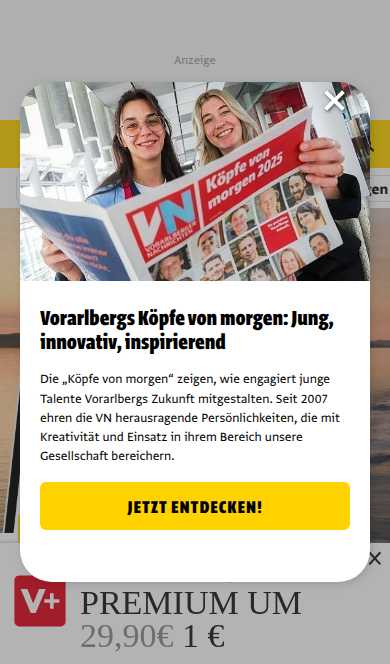 Anzeige
Köpfe von
morgen 2025
VN
VORARLBERGER
NACHRICHTEN
gen
Vorarlbergs Köpfe von morgen: Jung,
innovativ, inspirierend
Die „Köpfe von morgen“ zeigen, wie engagiert junge
Talente Vorarlbergs Zukunft mitgestalten. Seit 2007
ehren die VN herausragende Persönlichkeiten, die mit
Kreativität und Einsatz in ihrem Bereich unsere
Gesellschaft bereichern.
JETZT ENTDECKEN!
V+
PREMIUM UM
29,90€ 1 €